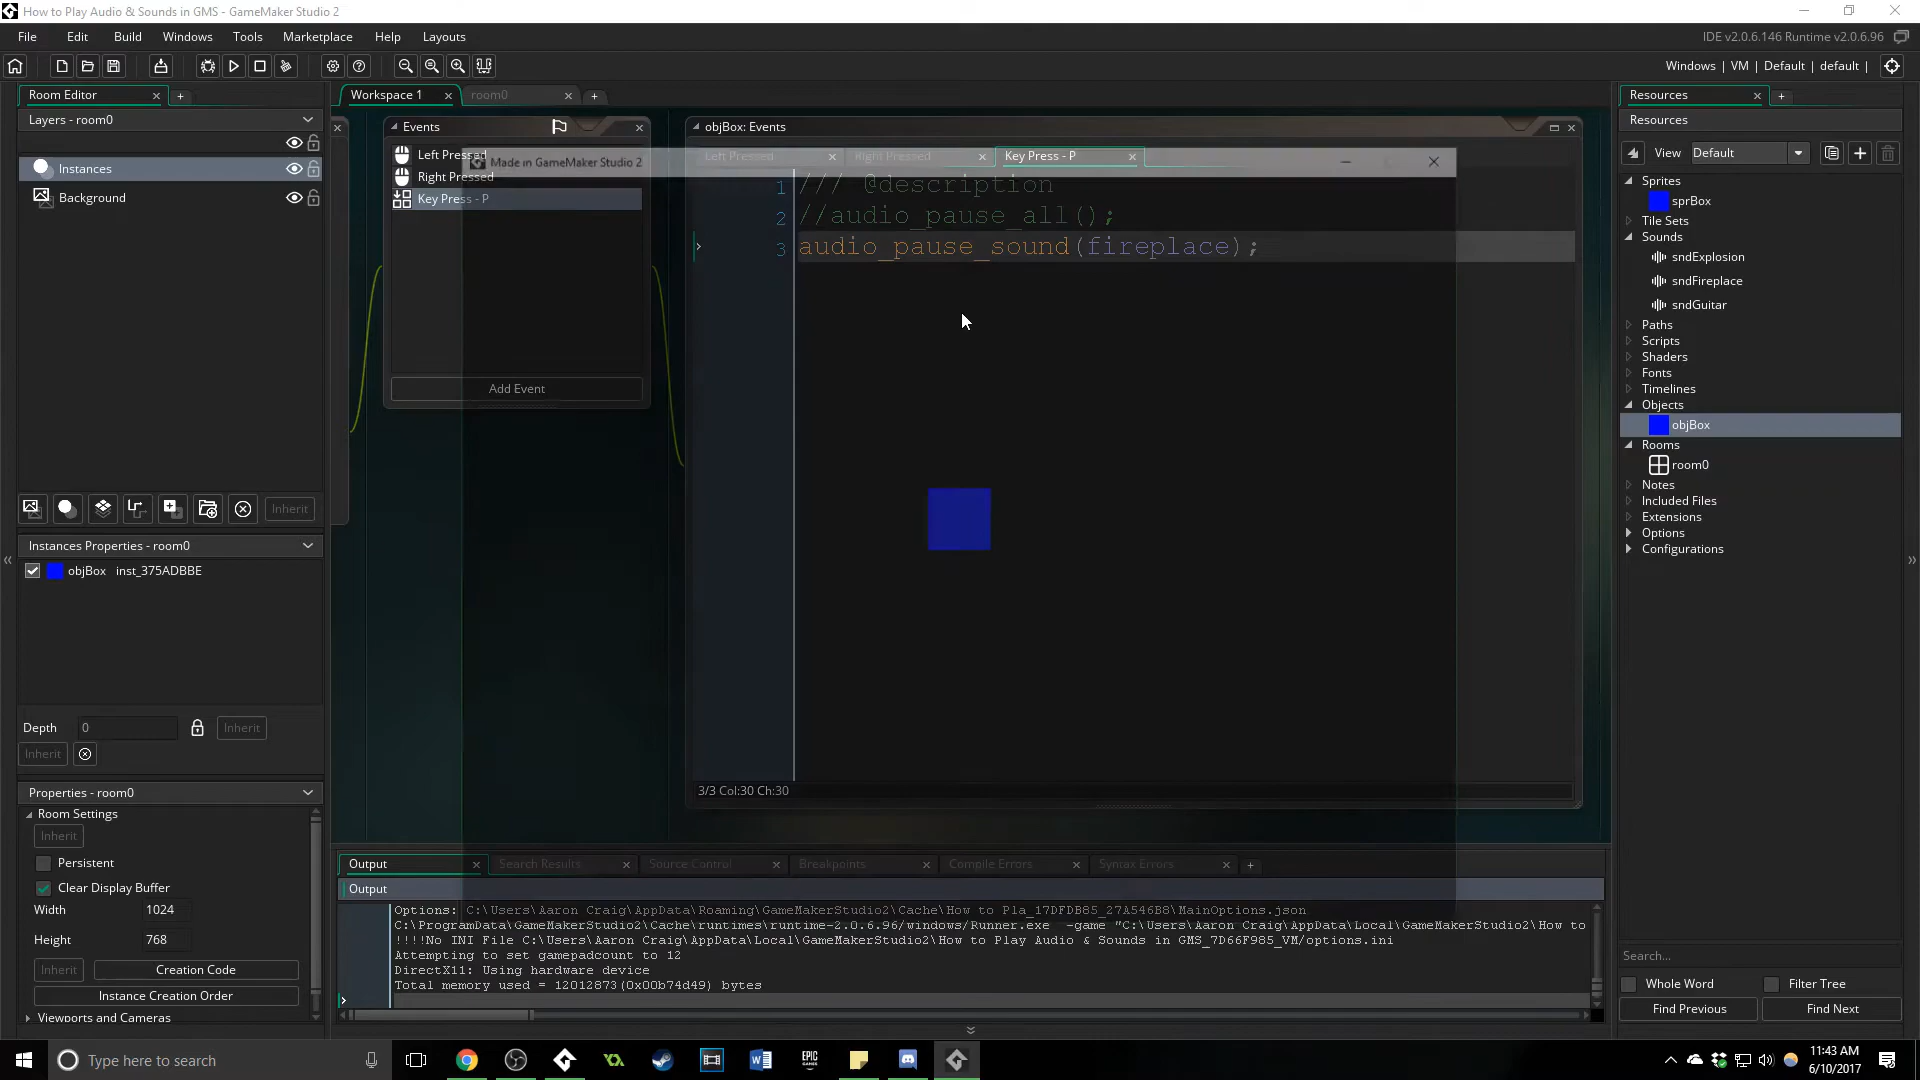 How to Play Audio & Sounds in GMS - GameMaker Studio 2
File Edit Build Windows Tools Marketplace Help Layouts
IDE v2.0.6.146 Runtime v2.0.6.96
Windows | VM | Default | default |
Room Editor
Layers - room0
Instances
Background
Inherit
Instances Properties - room0
objBox inst_375ADBBE
Depth 0 Inherit
Inherit
Properties - room0
Room Settings
Inherit
Persistent
Clear Display Buffer
Width 1024
Height 768
Inherit Creation Code
Instance Creation Order
Viewports and Cameras
Workspace 1 room0
Events
Left Pressed
Right Pressed
Key Press - P
Add Event
objBox: Events
Left Pressed Right Pressed Key Press - P
Made in GameMaker Studio 2
1 /// @description
2 //audio_pause_all();
3 audio_pause_sound(fireplace);
3/3 Col:30 Ch:30
Output Search Results Source Control Breakpoints Compile Errors Syntax Errors
Output
Options: C:\Users\Aaron Craig\AppData\Roaming\GameMakerStudio2\Cache\How to Pla_17DFDB85_27A546B8\MainOptions.json
C:\ProgramData\GameMakerStudio2\Cache\runtimes\runtime-2.0.6.96/windows/Runner.exe -game "C:\Users\Aaron Craig\AppData\Local\GameMakerStudio2\How to
!!!!No INI File C:\Users\Aaron Craig\AppData\Local\GameMakerStudio2\How to Play Audio & Sounds in GMS_7D66F985_VM/options.ini
Attempting to set gamepadcount to 12
DirectX11: Using hardware device
Total memory used = 12012873(0x00b74d49) bytes
Resources
Resources
View Default
Sprites
sprBox
Tile Sets
Sounds
sndExplosion
sndFireplace
sndGuitar
Paths
Scripts
Shaders
Fonts
Timelines
Objects
objBox
Rooms
room0
Notes
Included Files
Extensions
Options
Configurations
Search...
Whole Word Filter Tree
Find Previous Find Next
Type here to search
EPIC GAMES
11:43 AM
6/10/2017